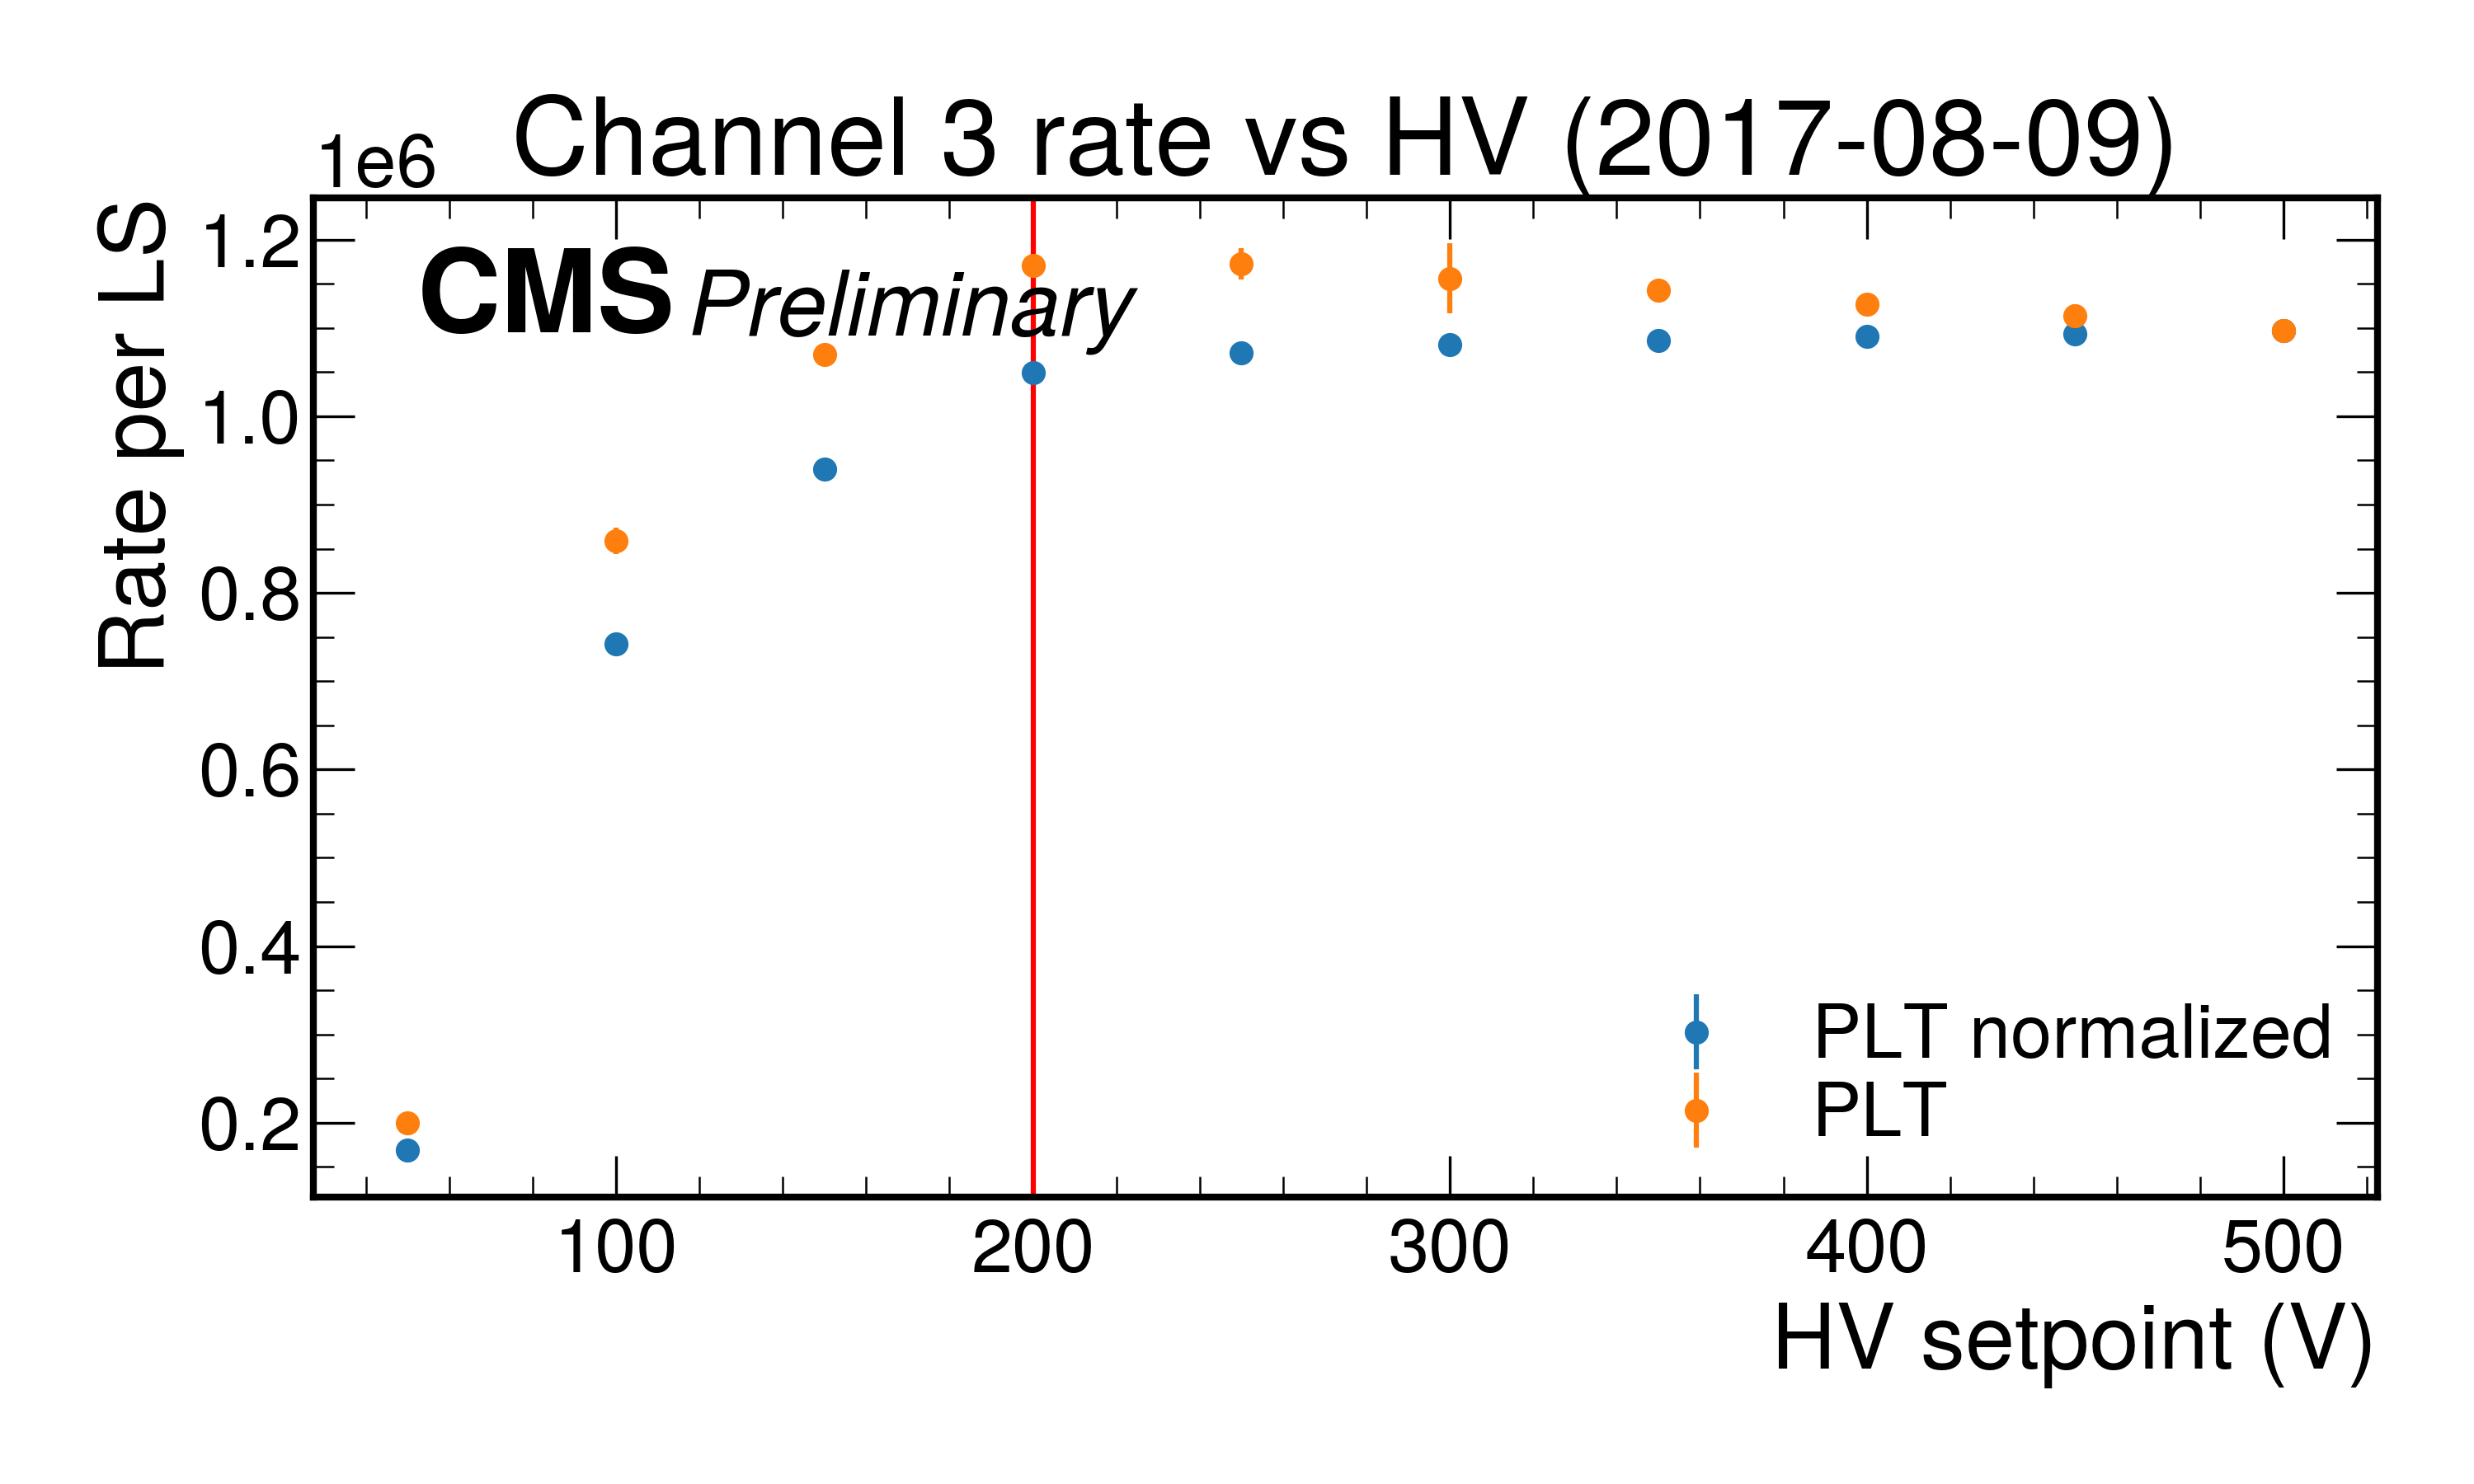 Channel 3 rate vs HV (2017-08-09)
1e6
CMS Preliminary
Rate per LS
1.2
1.0
0.8
0.6
0.4
0.2
PLT normalized
PLT
100 200 300 400 500
HV setpoint (V)